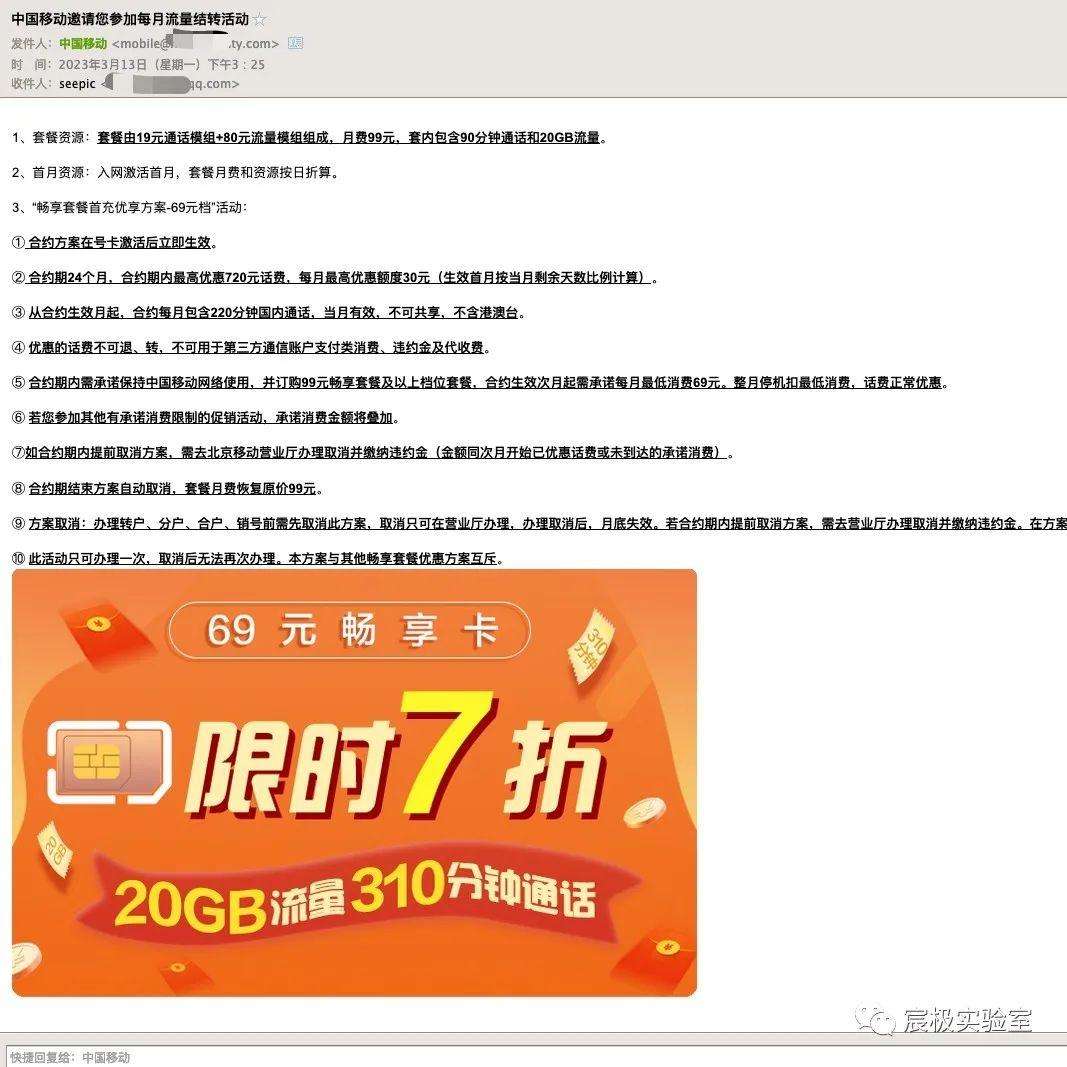 中国移动邀请您参加每月流量结转活动☆
发件人：中国移动 <mobile@ .ty.com>
时 间：2023年3月13日（星期一）下午3：25
收件人：seepic < qq.com>
1、套餐资源：套餐由19元通话模组+80元流量模组组成，月费99元，套内包含90分钟通话和20GB流量。
2、首月资源：入网激活首月，套餐月费和资源按日折算。
3、“畅享套餐首充优享方案-69元档”活动：
① 合约方案在号卡激活后立即生效。
② 合约期24个月，合约期内最高优惠720元话费，每月最高优惠额度30元（生效首月按当月剩余天数比例计算）。
③ 从合约生效月起，合约每月包含220分钟国内通话，当月有效，不可共享，不含港澳台。
④ 优惠的话费不可退、转，不可用于第三方通信账户支付类消费、违约金及代收费。
⑤ 合约期内需承诺保持中国移动网络使用，并订购99元畅享套餐及以上档位套餐，合约生效次月起需承诺每月最低消费69元。整月停机扣最低消费，话费正常优惠。
⑥ 若您参加其他有承诺消费限制的促销活动，承诺消费金额将叠加。
⑦如合约期内提前取消方案，需去北京移动营业厅办理取消并缴纳违约金（金额同次月开始已优惠话费或未到达的承诺消费）。
⑧ 合约期结束方案自动取消，套餐月费恢复原价99元。
⑨ 方案取消：办理转户、分户、合户、销号前需先取消此方案，取消只可在营业厅办理，办理取消后，月底失效。若合约期内提前取消方案，需去营业厅办理取消并缴纳违约金。在方案
⑩ 此活动只可办理一次，取消后无法再次办理。本方案与其他畅享套餐优惠方案互斥。
69元畅享卡
310分钟
限时7折
20GB
20GB流量310分钟通话
宸极实验室
快捷回复给：中国移动